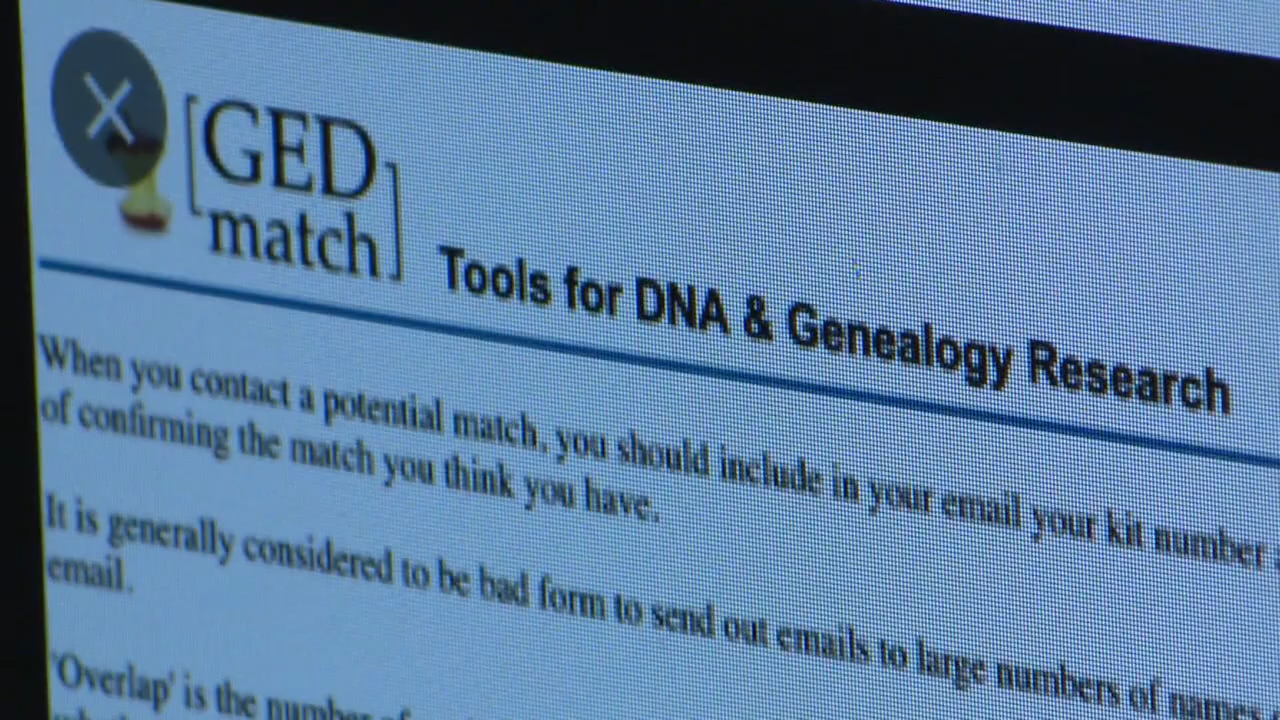 [GED
match]
Tools for DNA & Genealogy Research
When you contact a potential match, you should include in your email your kit number
of confirming the match you think you have.
It is generally considered to be bad form to send out emails to large numbers of names
email.
'Overlap' is the number of